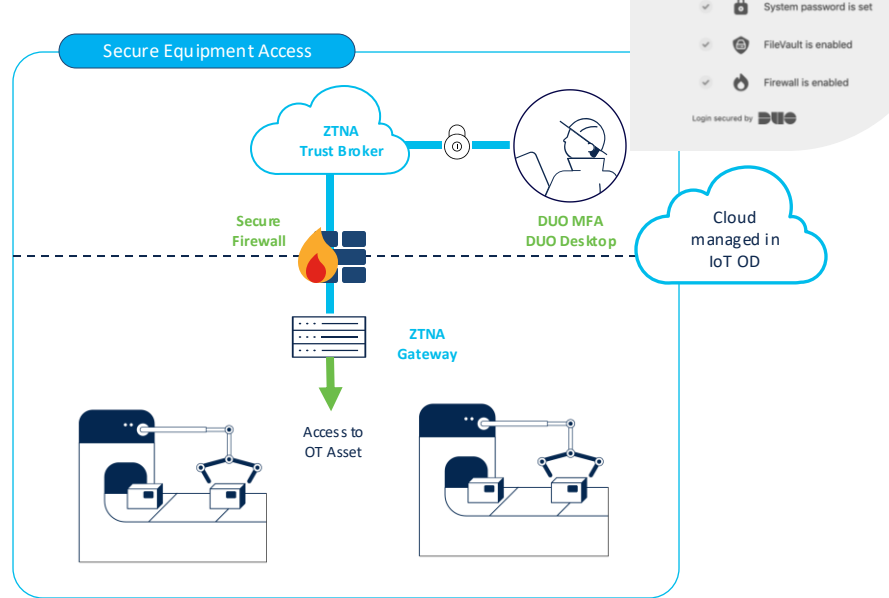 System password is set
FileVault is enabled
Firewall is enabled
Login secured by DUO
Secure Equipment Access
ZTNA
Trust Broker
Secure
Firewall
DUO MFA
DUO Desktop
Cloud
managed in
IoT OD
ZTNA
Gateway
Access to
OT Asset